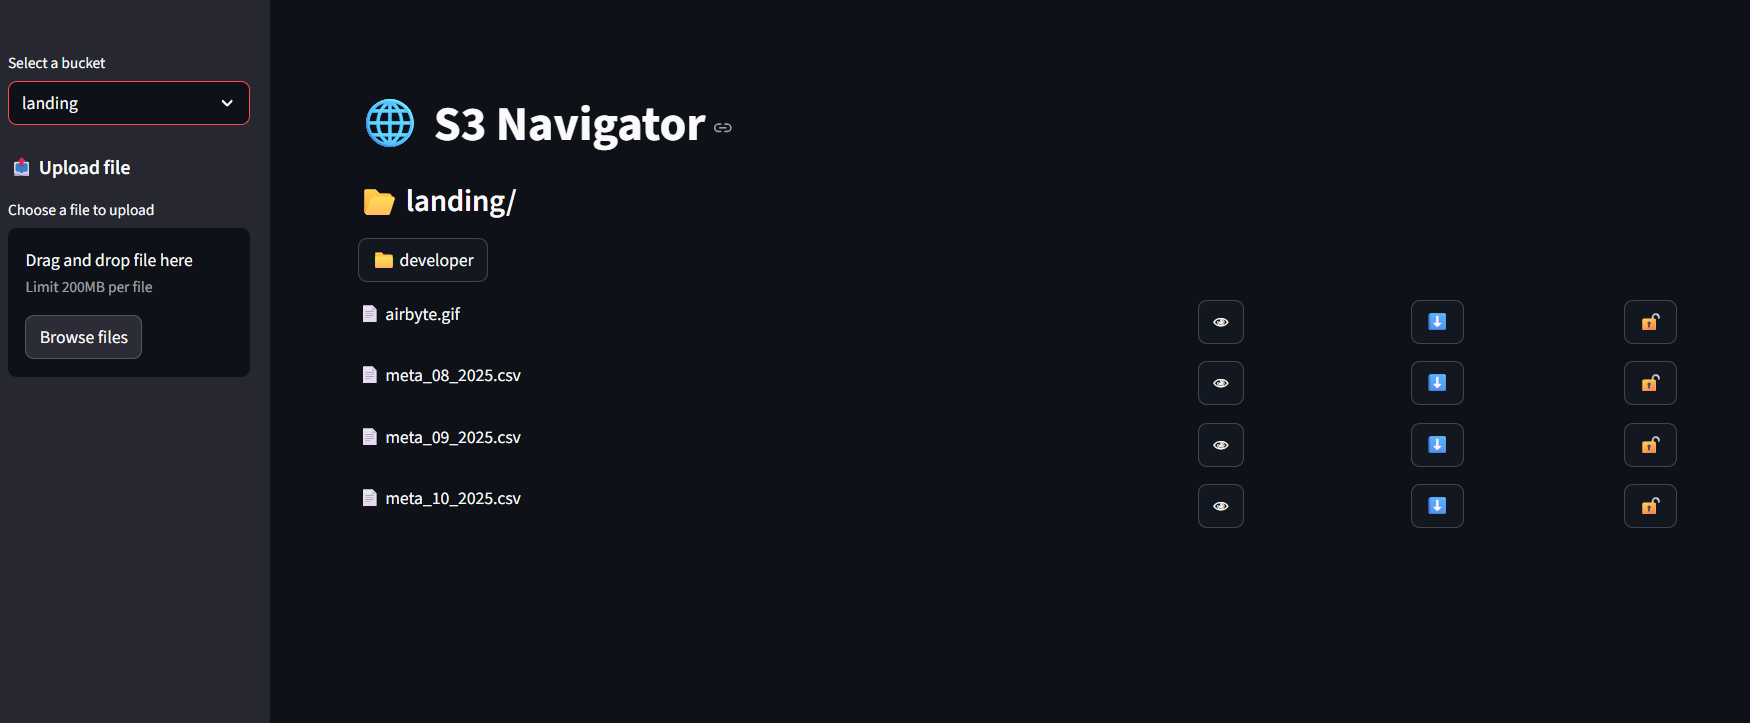 Select a bucket
landing
Upload file
Choose a file to upload
Drag and drop file here
Limit 200MB per file
Browse files
S3 Navigator
landing/
developer
airbyte.gif
meta_08_2025.csv
meta_09_2025.csv
meta_10_2025.csv